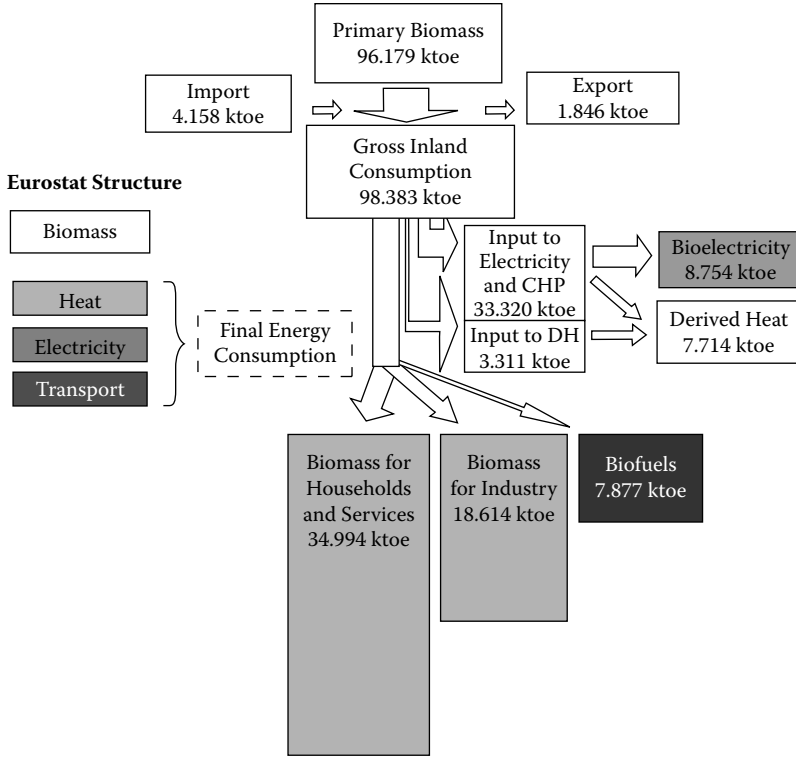 Primary Biomass
96.179 ktoe
Import
4.158 ktoe
Export
1.846 ktoe
Gross Inland
Consumption
98.383 ktoe
Eurostat Structure
Biomass
Heat
Electricity
Transport
Final Energy
Consumption
Input to
Electricity
and CHP
33.320 ktoe
Input to DH
3.311 ktoe
Bioelectricity
8.754 ktoe
Derived Heat
7.714 ktoe
Biomass for
Households
and Services
34.994 ktoe
Biomass
for Industry
18.614 ktoe
Biofuels
7.877 ktoe